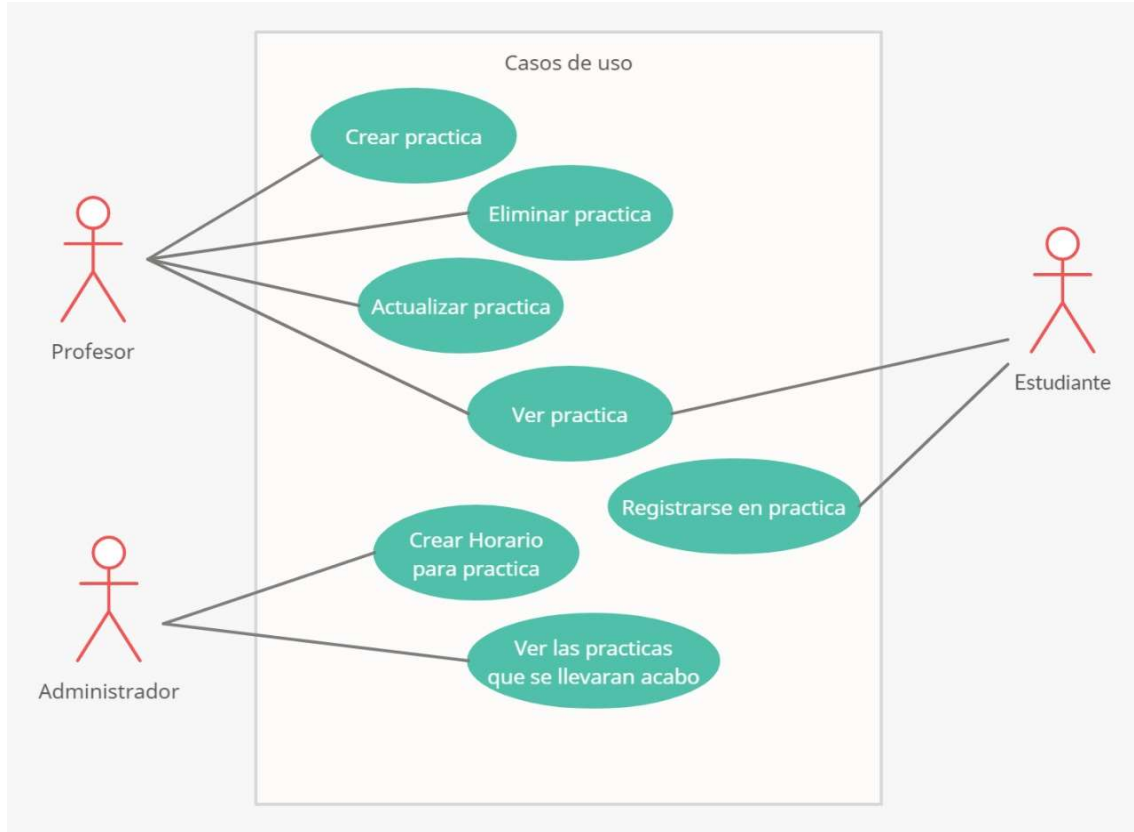 Casos de uso
Crear practica
Eliminar practica
Actualizar practica
Profesor
Estudiante
Ver practica
Registrarse en practica
Crear Horario
para practica
Ver las practicas
que se llevaran acabo
Administrador